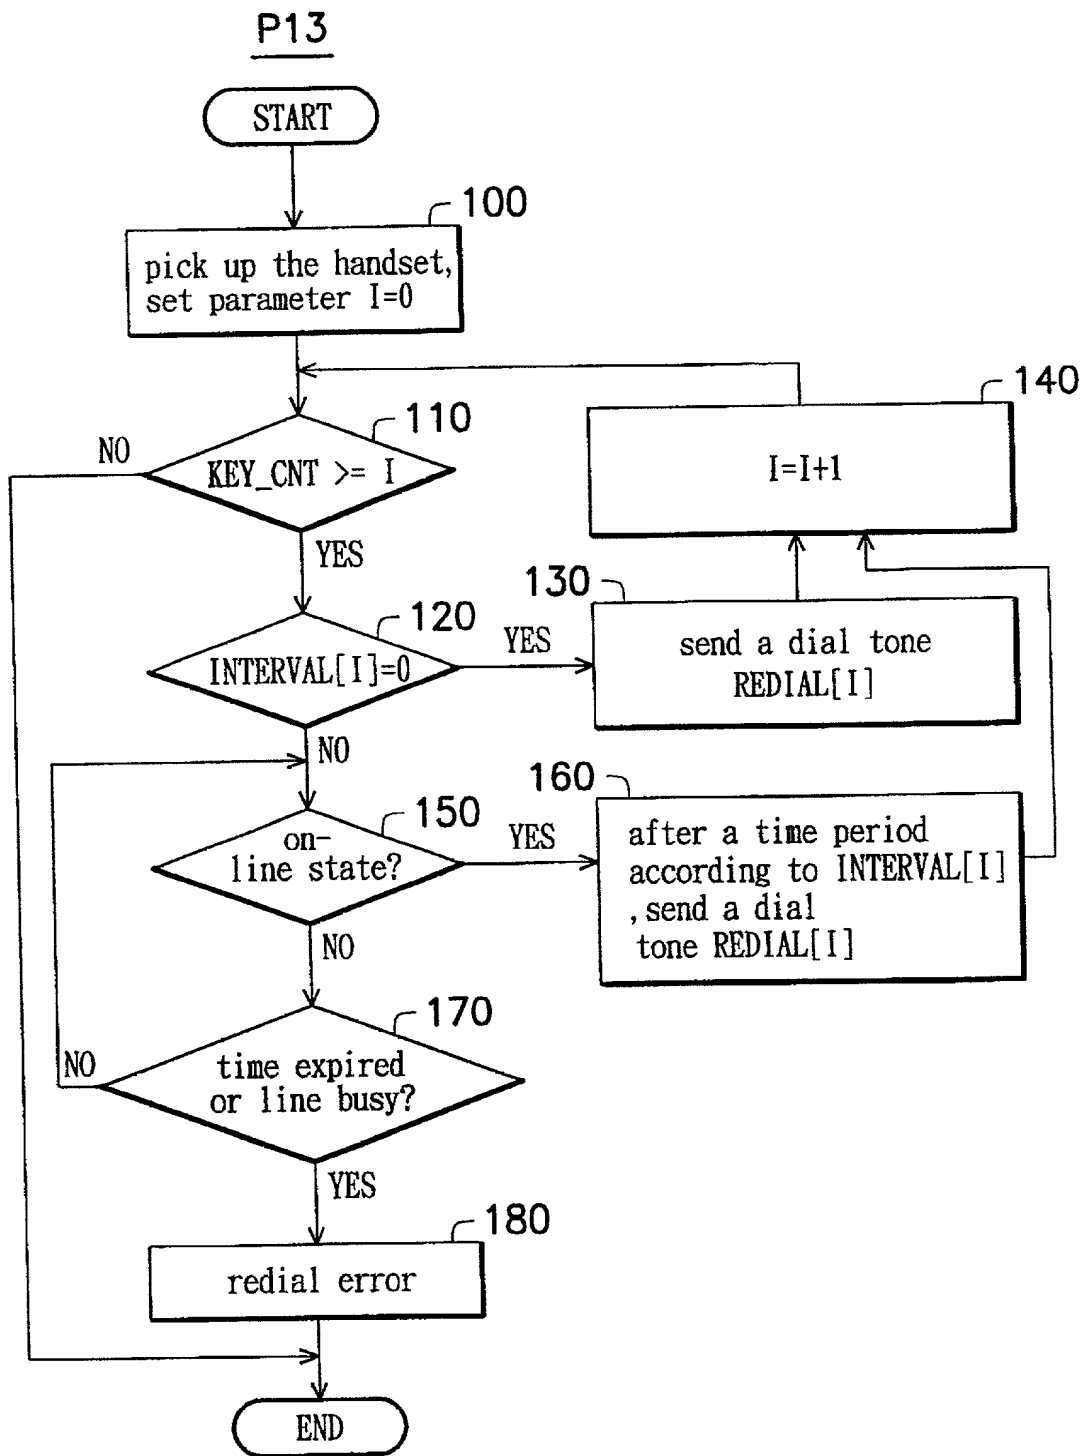 P13
START
100
pick up the handset,
set parameter I=0
140
I=I+1
110
NO
KEY_CNT >= I
YES
120
INTERVAL[I]=0
YES
130
send a dial tone
REDIAL[I]
NO
150
on-
line state?
YES
160
after a time period
according to INTERVAL[I]
,send a dial
tone REDIAL[I]
NO
170
NO
time expired
or line busy?
YES
180
redial error
END